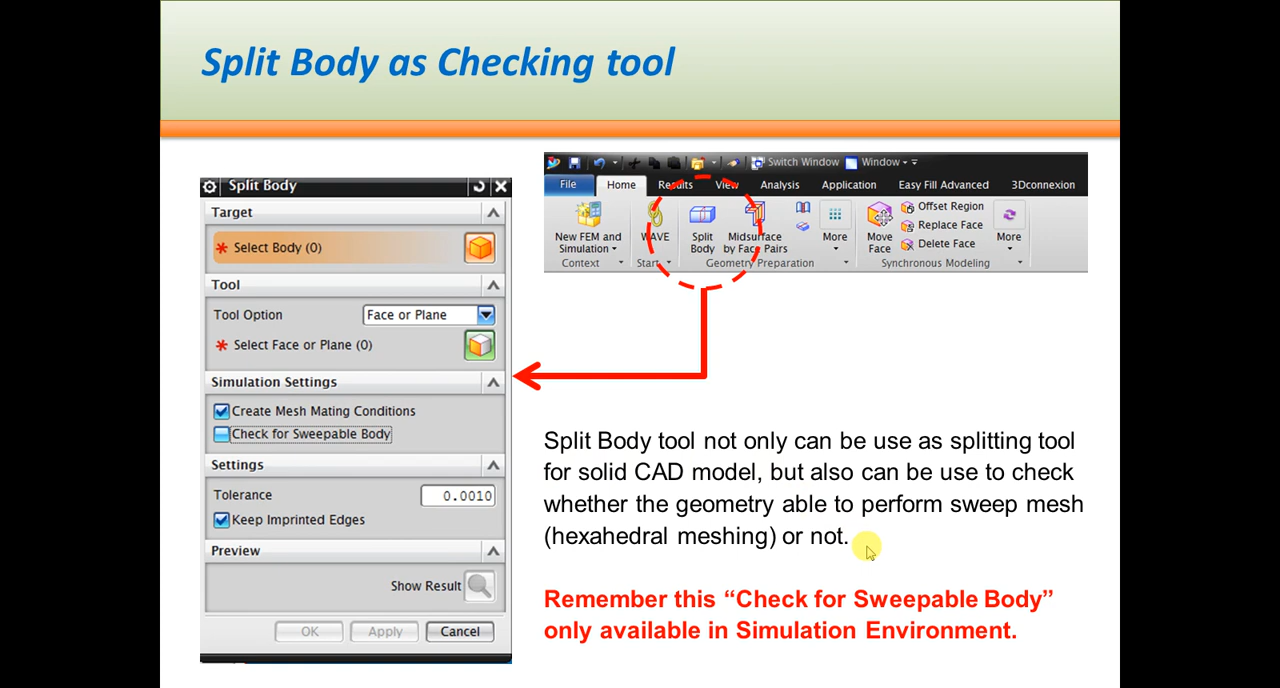 Split Body as Checking tool
Split Body
Target
* Select Body (0)
Tool
Tool Option Face or Plane
* Select Face or Plane (0)
Simulation Settings
Create Mesh Mating Conditions
Check for Sweepable Body
Settings
Tolerance 0.0010
Keep Imprinted Edges
Preview
Show Result
OK Apply Cancel
Switch Window Window
File Home Results View Analysis Application Easy Fill Advanced 3Dconnexion
New FEM and Simulation
WAVE
Split Body
Midsurface by Face Pairs
More
Move Face
Offset Region
Replace Face
Delete Face
More
Context Start Geometry Preparation Synchronous Modeling
Split Body tool not only can be use as splitting tool
for solid CAD model, but also can be use to check
whether the geometry able to perform sweep mesh
(hexahedral meshing) or not.
Remember this “Check for Sweepable Body”
only available in Simulation Environment.